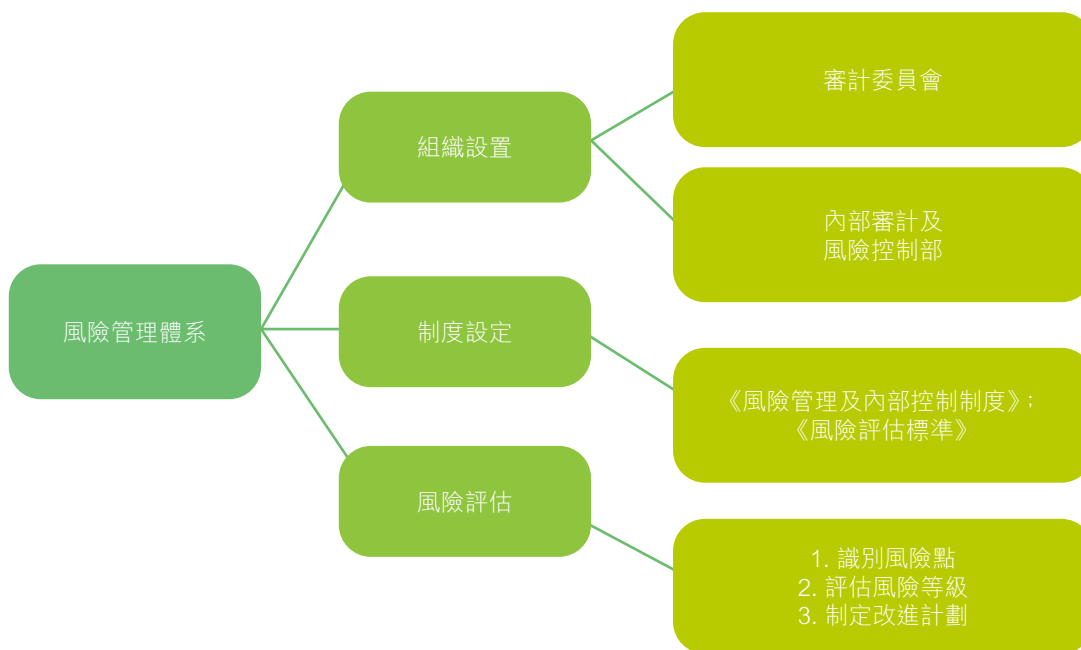 風險管理體系
組織設置
審計委員會
內部審計及
風險控制部
制度設定
《風險管理及內部控制制度》；
《風險評估標準》
風險評估
1. 識別風險點
2. 評估風險等級
3. 制定改進計劃